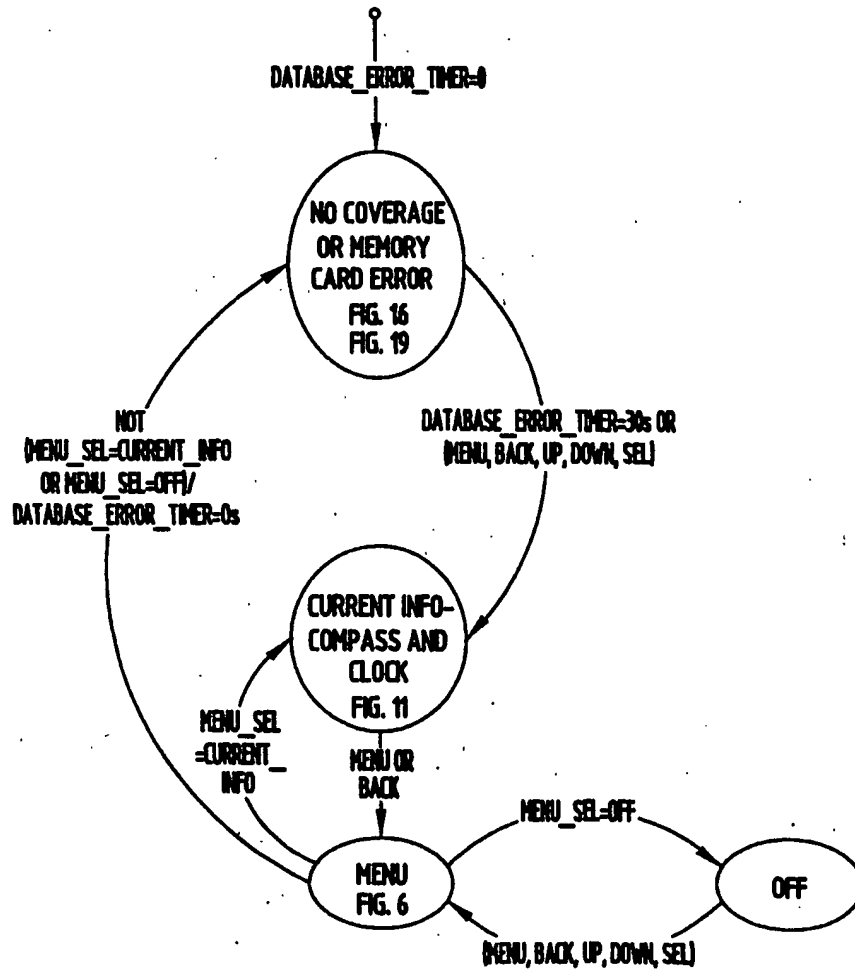 DATABASE_ERROR_TIMER=0
NO COVERAGE
OR MEMORY
CARD ERROR
FIG. 16
FIG. 19
NOT
(MENU_SEL=CURRENT_INFO
OR MENU_SEL=OFF)/
DATABASE_ERROR_TIMER=0s
DATABASE_ERROR_TIMER=30s OR
(MENU, BACK, UP, DOWN, SEL)
CURRENT INFO-
COMPASS AND
CLOCK
FIG. 11
MENU_SEL
=CURRENT_
INFO
MENU OR
BACK
MENU_SEL=OFF
MENU
FIG. 6
OFF
(MENU, BACK, UP, DOWN, SEL)